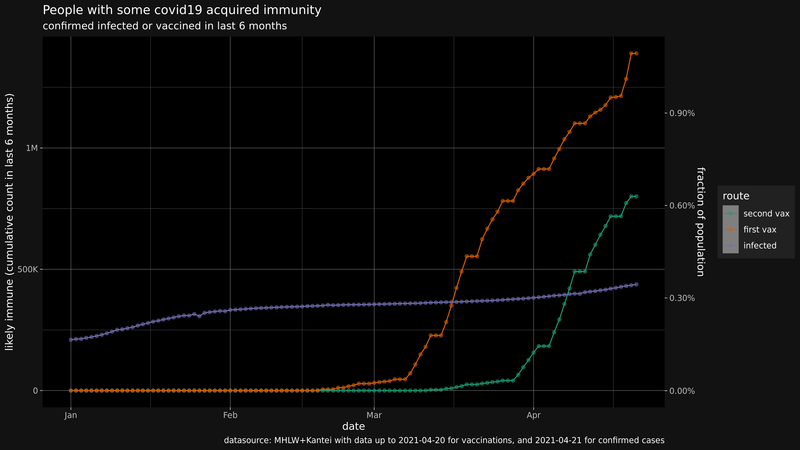 People with some covid19 acquired immunity
confirmed infected or vaccined in last 6 months
likely immune (cumulative count in last 6 months)
1M
500K
0
0.90%
0.60%
0.30%
0.00%
fraction of population
route
second vax
first vax
infected
Jan Feb Mar Apr
date
datasource: MHLW+Kantei with data up to 2021-04-20 for vaccinations, and 2021-04-21 for confirmed cases